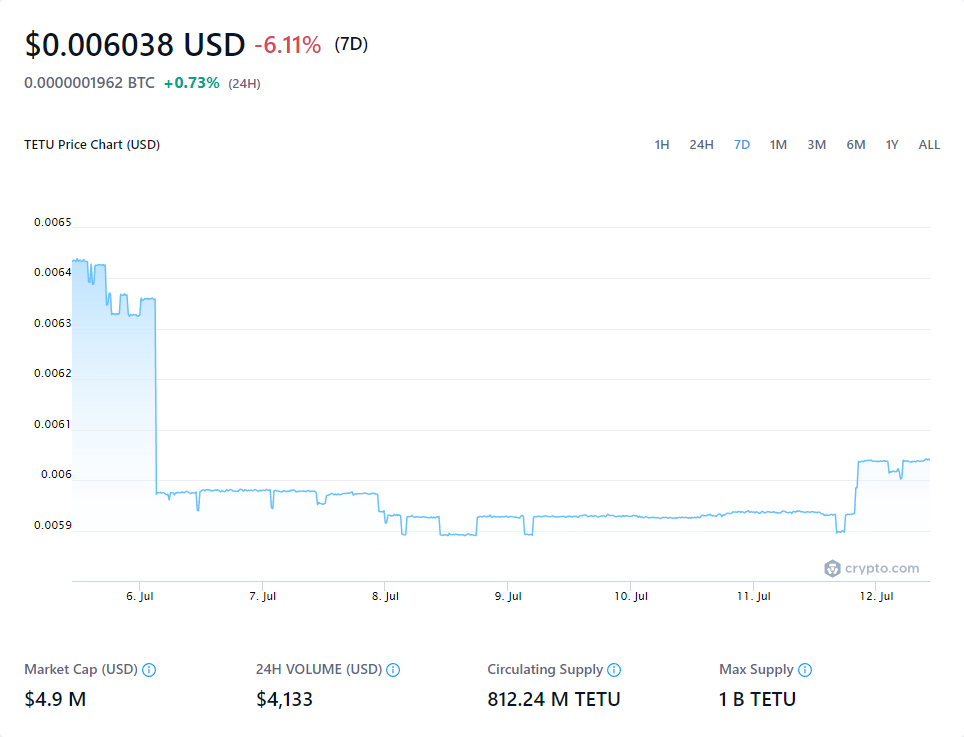 $0.006038 USD -6.11% (7D)
0.0000001962 BTC +0.73% (24H)
TETU Price Chart (USD) 1H 24H 7D 1M 3M 6M 1Y ALL
0.0065
0.0064
0.0063
0.0062
0.0061
0.006
0.0059
crypto.com
6. Jul 7. Jul 8. Jul 9. Jul 10. Jul 11. Jul 12. Jul
Market Cap (USD) 24H VOLUME (USD) Circulating Supply Max Supply
$4.9 M $4,133 812.24 M TETU 1 B TETU